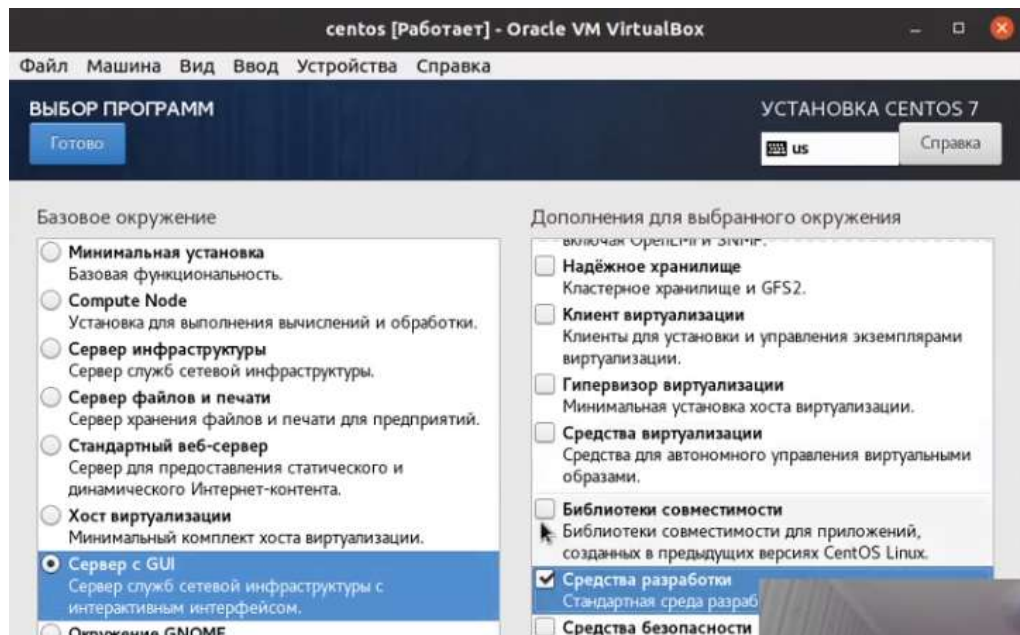 centos [Работает] - Oracle VM VirtualBox
Файл Машина Вид Ввод Устройства Справка
ВЫБОР ПРОГРАММ
УСТАНОВКА CENTOS 7
Готово
us
Справка
Базовое окружение
Минимальная установка
Базовая функциональность.
Compute Node
Установка для выполнения вычислений и обработки.
Сервер инфраструктуры
Сервер служб сетевой инфраструктуры.
Сервер файлов и печати
Сервер хранения файлов и печати для предприятий.
Стандартный веб-сервер
Сервер для предоставления статического и
динамического Интернет-контента.
Хост виртуализации
Минимальный комплект хоста виртуализации.
Сервер с GUI
Сервер служб сетевой инфраструктуры с
интерактивным интерфейсом.
Окружение GNOME
Дополнения для выбранного окружения
включая OpenLMI и SNMP.
Надёжное хранилище
Кластерное хранилище и GFS2.
Клиент виртуализации
Клиенты для установки и управления экземплярами
виртуализации.
Гипервизор виртуализации
Минимальная установка хоста виртуализации.
Средства виртуализации
Средства для автономного управления виртуальными
образами.
Библиотеки совместимости
Библиотеки совместимости для приложений,
созданных в предыдущих версиях CentOS Linux.
Средства разработки
Стандартная среда разраб
Средства безопасности